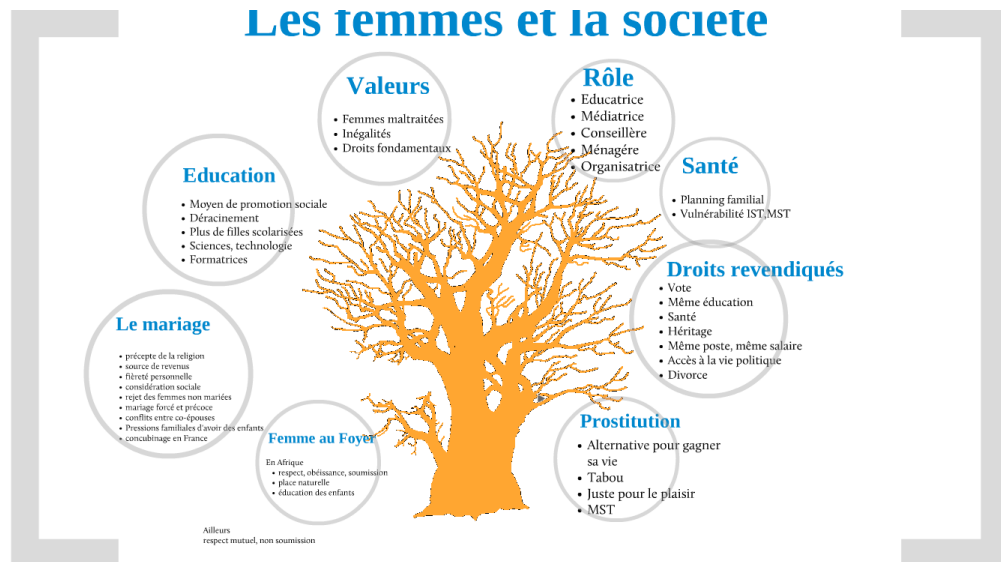 Les femmes et la société
Valeurs
• Femmes maltraitées
• Inégalités
• Droits fondamentaux
Rôle
• Educatrice
• Médiatrice
• Conseillère
• Ménagére
• Organisatrice
Education
• Moyen de promotion sociale
• Déracinement
• Plus de filles scolarisées
• Sciences, technologie
• Formatrices
Santé
• Planning familial
• Vulnérabilité IST,MST
Droits revendiqués
• Vote
• Même éducation
• Santé
• Héritage
• Même poste, même salaire
• Accès à la vie politique
• Divorce
Le mariage
• précepte de la religion
• source de revenus
• fièreté personnelle
• considération sociale
• rejet des femmes non mariées
• mariage forcé et précoce
• conflits entre co-épouses
• Pressions familiales d'avoir des enfants
• concubinage en France
Femme au Foyer
En Afrique
• respect, obéissance, soumission
• place naturelle
• éducation des enfants
Prostitution
• Alternative pour gagner
sa vie
• Tabou
• Juste pour le plaisir
• MST
Ailleurs
respect mutuel, non soumission